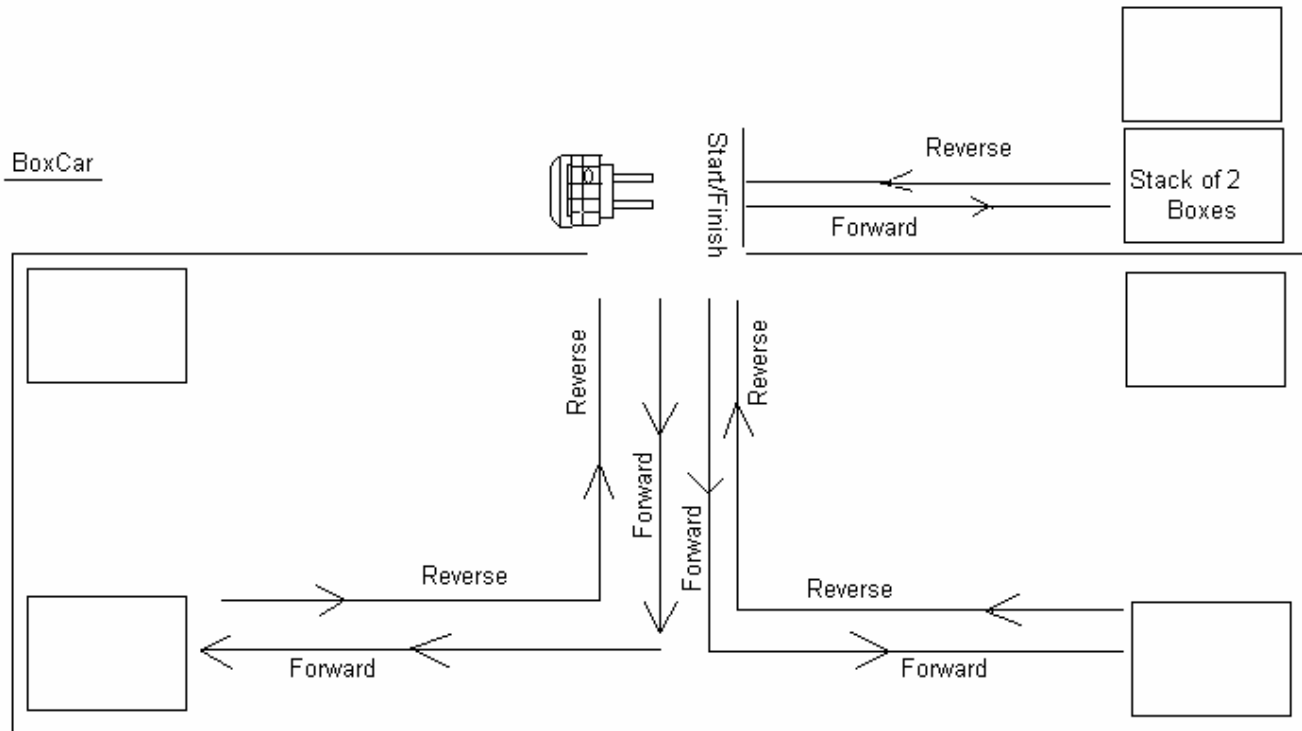 BoxCar
Start/Finish
Reverse
Forward
Stack of 2
Boxes
Reverse
Forward
Forward
Reverse
Reverse
Forward
Reverse
Forward